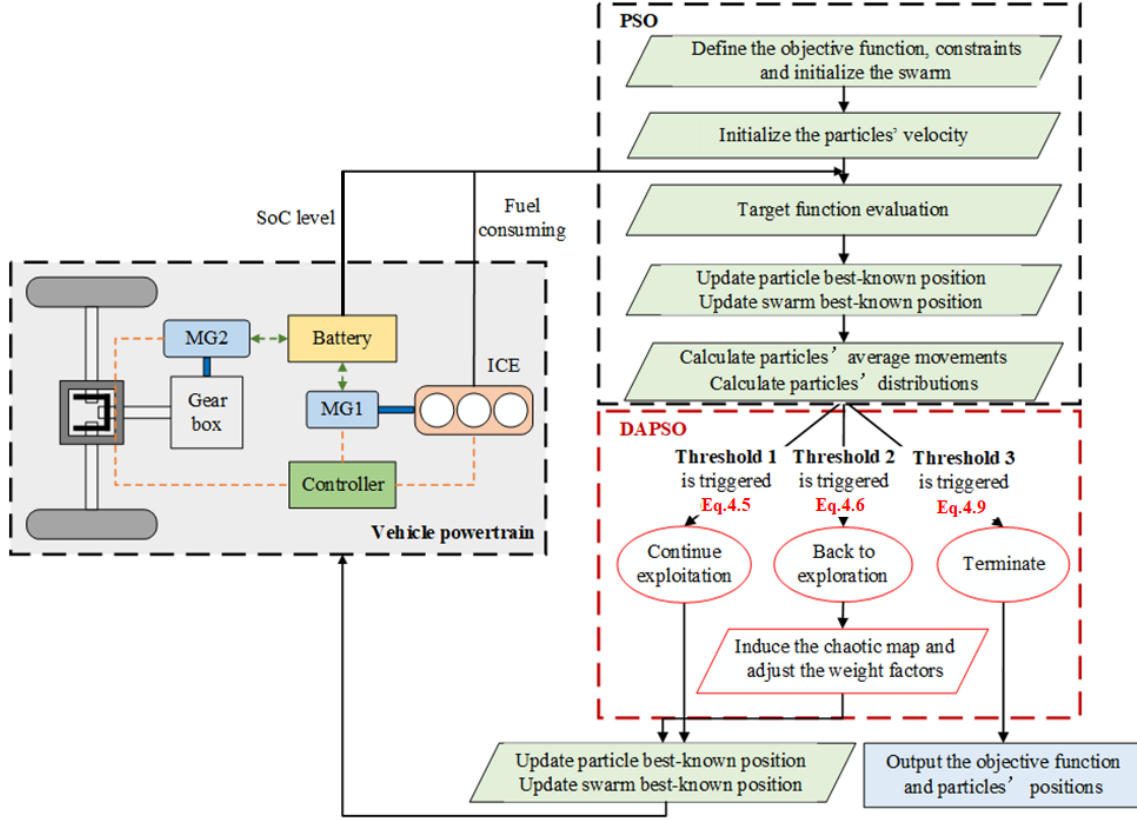 PSO
Define the objective function, constraints
and initialize the swarm
Initialize the particles' velocity
Target function evaluation
Update particle best-known position
Update swarm best-known position
Calculate particles' average movements
Calculate particles' distributions
SoC level
Fuel
consuming
MG2
Battery
ICE
Gear
box
MG1
Controller
Vehicle powertrain
DAPSO
Threshold 1
is triggered
Eq.4.5
Threshold 2
is triggered
Eq.4.6
Threshold 3
is triggered
Eq.4.9
Continue
exploitation
Back to
exploration
Terminate
Induce the chaotic map and
adjust the weight factors
Update particle best-known position
Update swarm best-known position
Output the objective function
and particles' positions